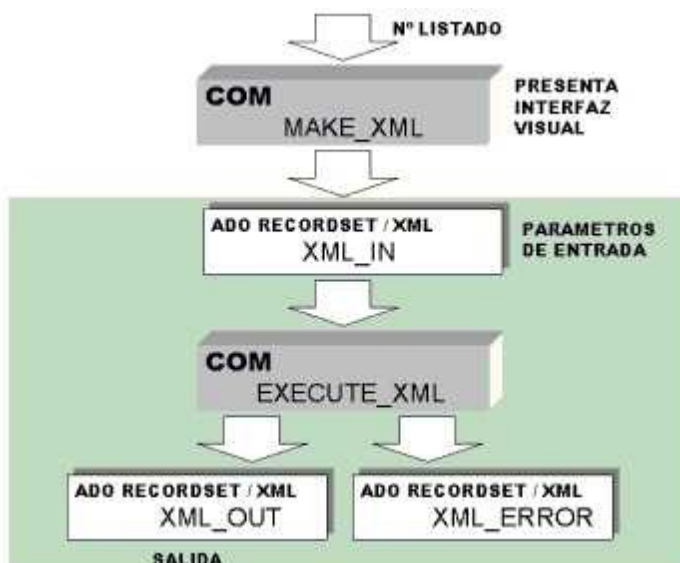 Nº LISTADO
COM
MAKE_XML
PRESENTA
INTERFAZ
VISUAL
ADO RECORDSET / XML
XML_IN
PARAMETROS
DE ENTRADA
COM
EXECUTE_XML
ADO RECORDSET / XML
XML_OUT
ADO RECORDSET / XML
XML_ERROR
SALIDA